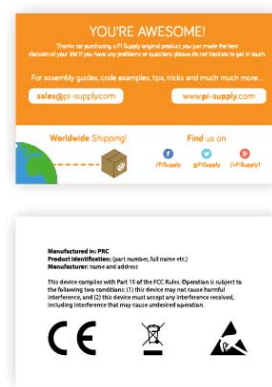 YOU'RE AWESOME!
Thanks for purchasing a Pi Supply original product, you just made the best
decision of your life if you have any problems or questions please do not hesitate to get in touch.
For assembly guides, code examples, tips, tricks and much much more...
sales@pi-supply.com
www.pi-supply.com
Worldwide Shipping!
Find us on
/PiSupply
@PiSupply
/+PiSupply1
Manufactured in: PRC
Product identification: (part number, full name etc.)
Manufacturer: name and address
This device complies with Part 15 of the FCC Rules. Operation is subject to
the following two conditions: (1) this device may not cause harmful
interference, and (2) this device must accept any interference received,
including interference that may cause undesired operation.
CE